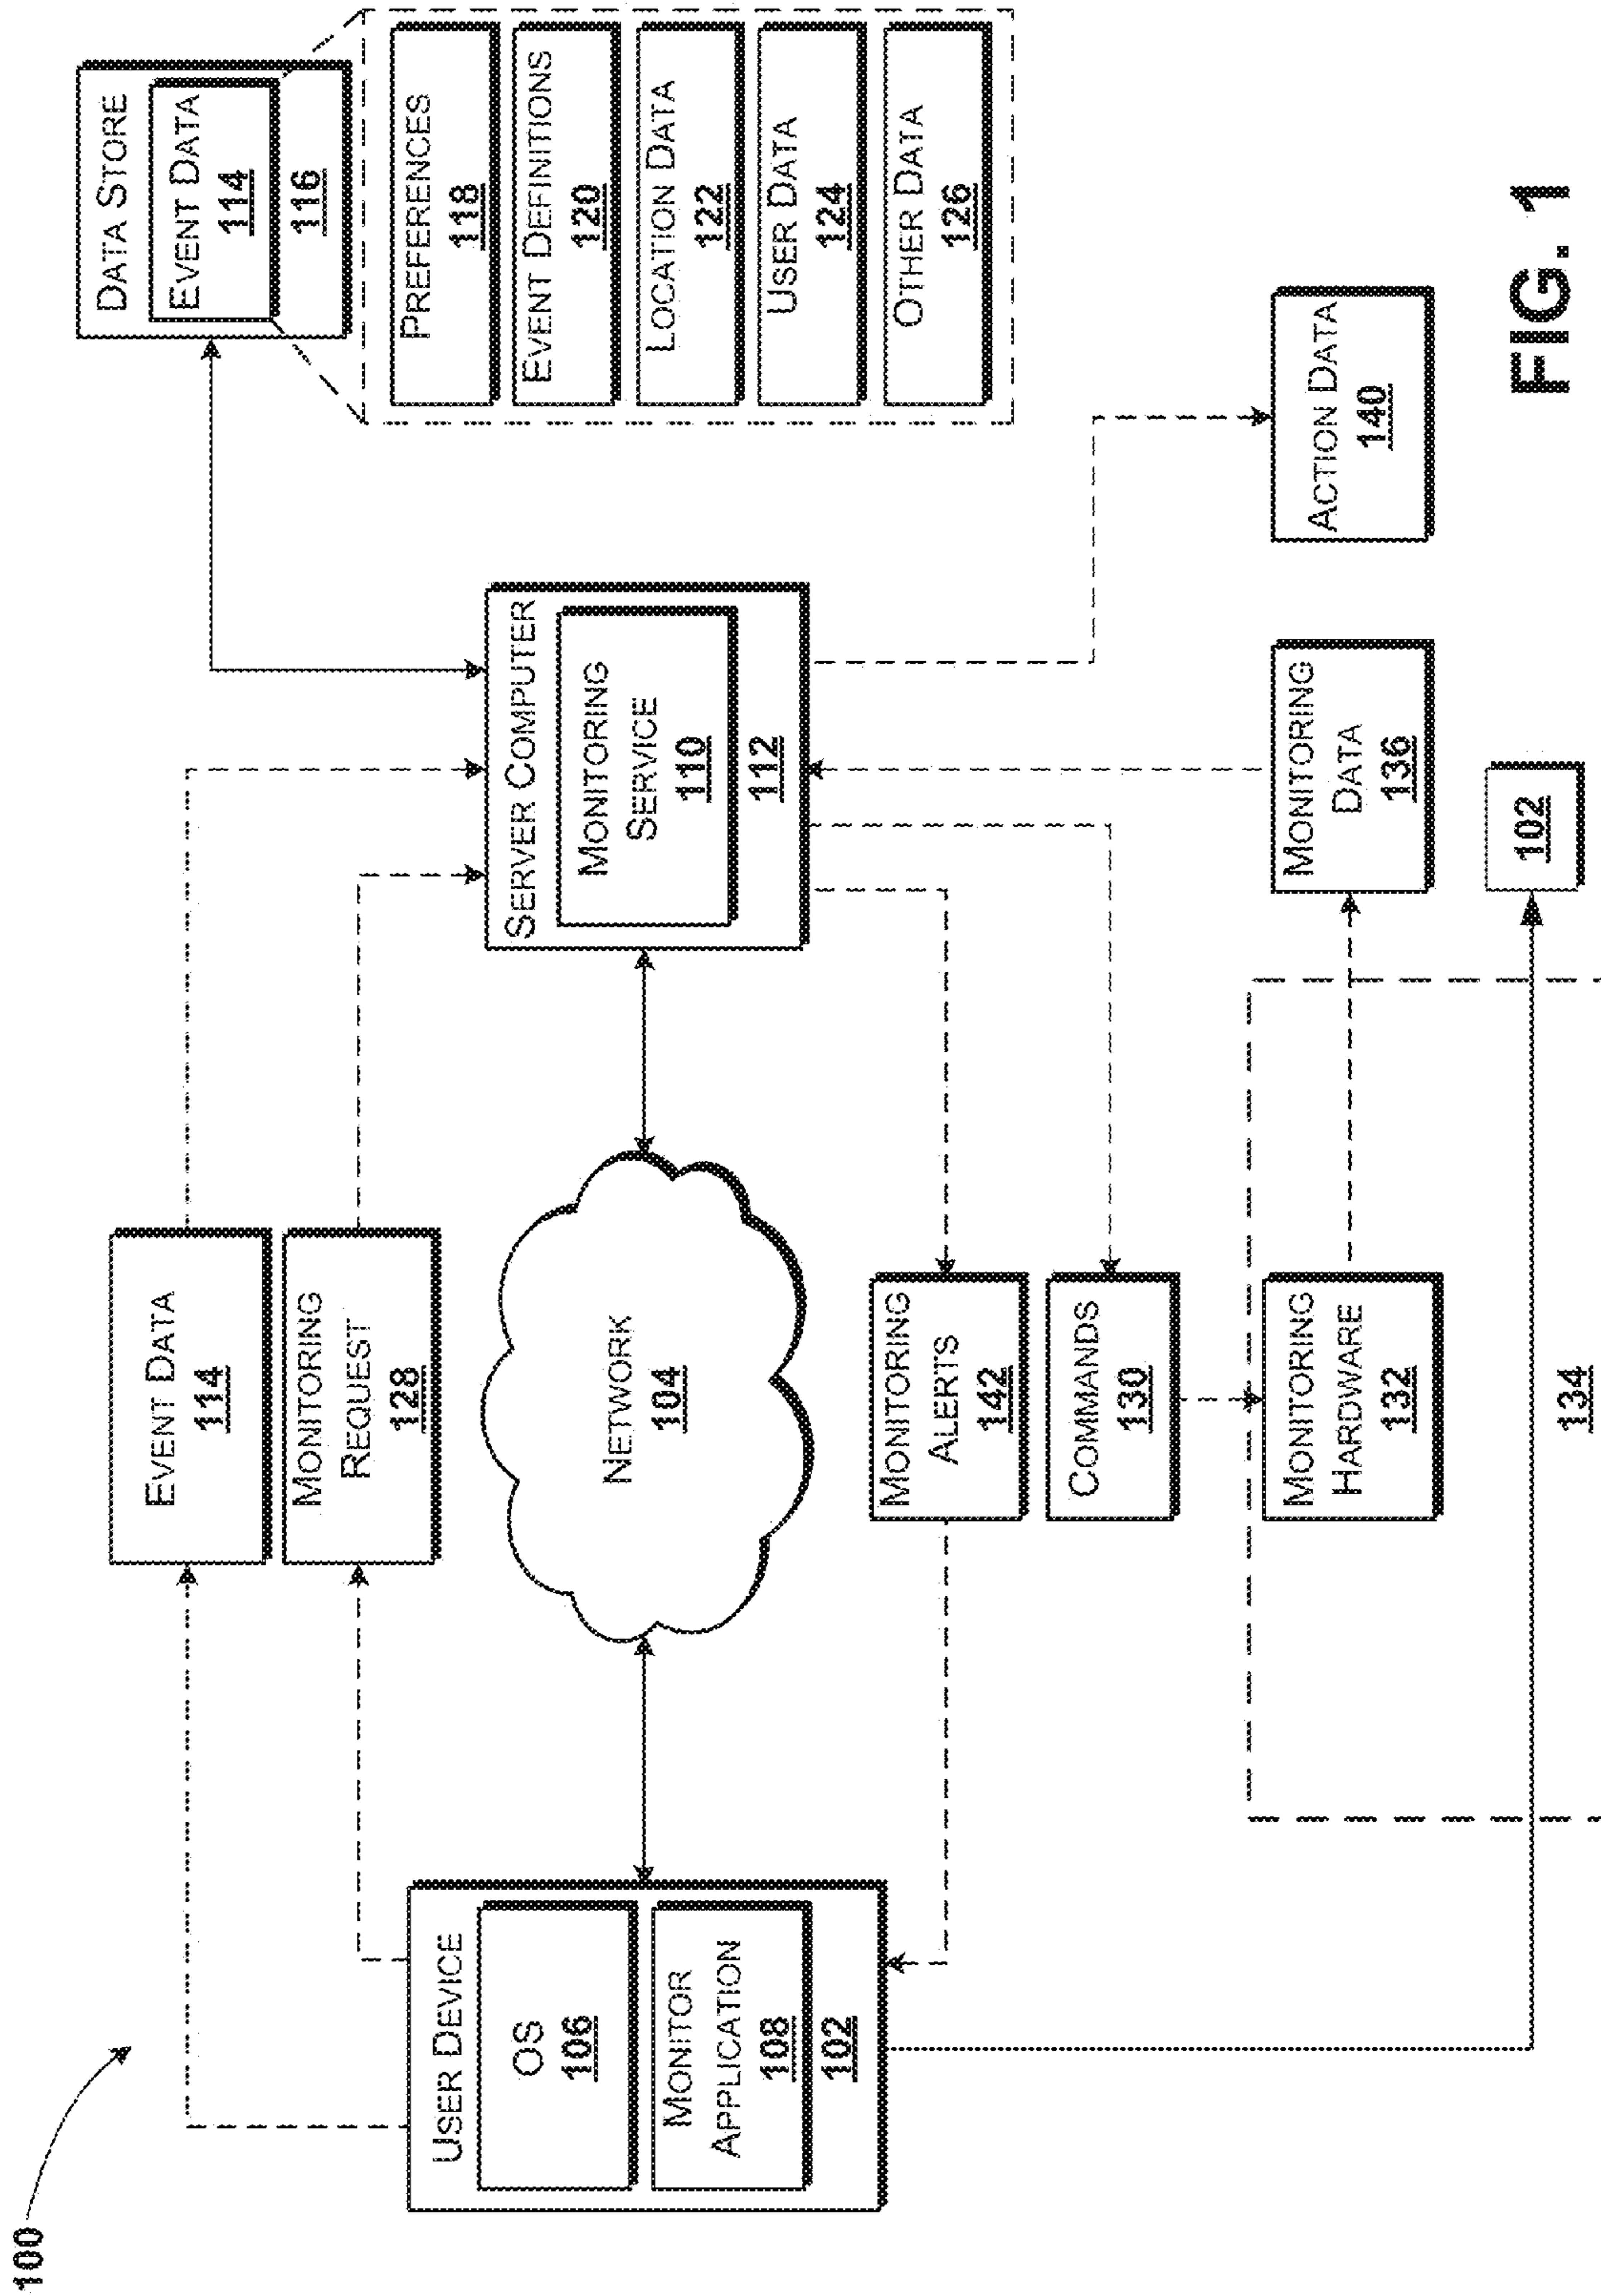 100
EVENT DATA
114
MONITORING
REQUEST
128
DATA STORE
EVENT DATA
114
116
USER DEVICE
OS
106
MONITOR
APPLICATION
108
102
NETWORK
104
SERVER COMPUTER
MONITORING
SERVICE
110
112
PREFERENCES
118
EVENT DEFINITIONS
120
LOCATION DATA
122
USER DATA
124
OTHER DATA
126
MONITORING
ALERTS
142
COMMANDS
130
MONITORING
HARDWARE
132
MONITORING
DATA
136
ACTION DATA
140
102
134
FIG. 1